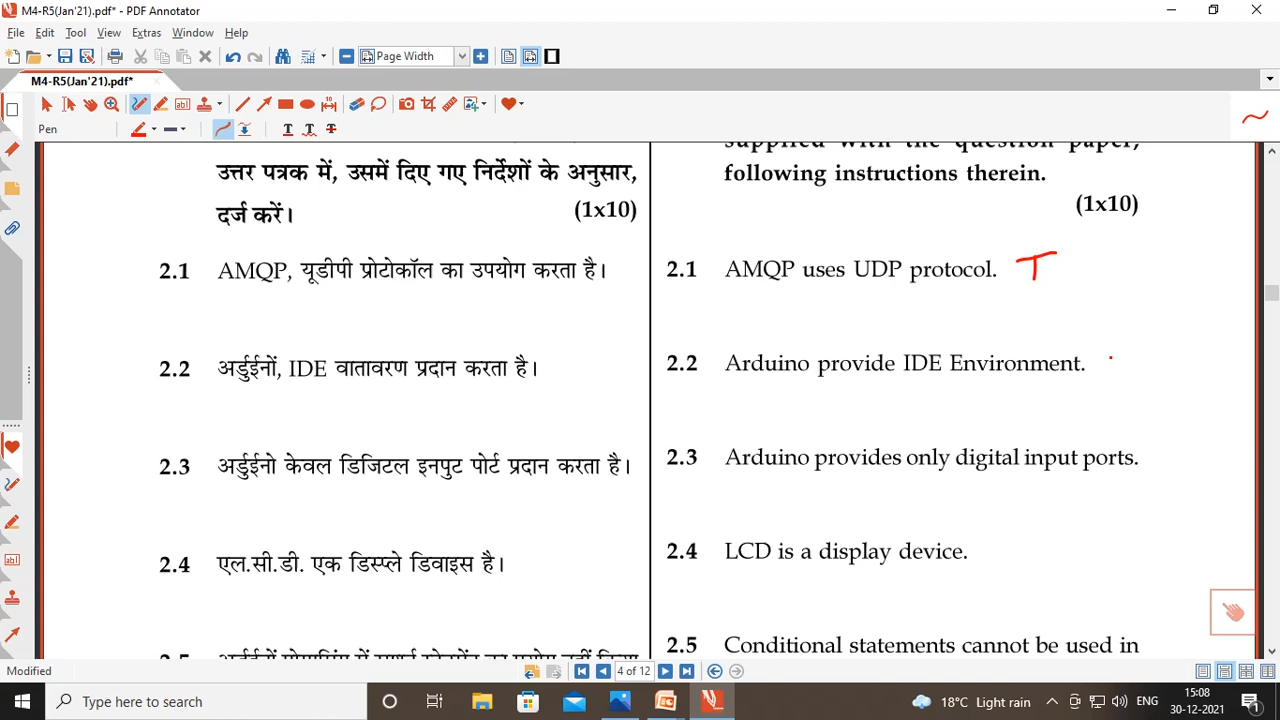 M4-R5(Jan'21).pdf* - PDF Annotator
File Edit Tool View Extras Window Help
Page Width
M4-R5(Jan'21).pdf*
Pen
उत्तर पत्रक में, उसमें दिए गए निर्देशों के अनुसार,
दर्ज करें।
(1x10)
2.1 AMQP, यूडीपी प्रोटोकॉल का उपयोग करता है।
2.2 अर्डुईनों, IDE वातावरण प्रदान करता है।
2.3 अर्डुईनो केवल डिजिटल इनपुट पोर्ट प्रदान करता है।
2.4 एल.सी.डी. एक डिस्प्ले डिवाइस है।
supplied with the question paper,
following instructions therein.
(1x10)
2.1 AMQP uses UDP protocol. T
2.2 Arduino provide IDE Environment.
2.3 Arduino provides only digital input ports.
2.4 LCD is a display device.
2.5 Conditional statements cannot be used in
Modified
4 of 12
Type here to search
18°C Light rain
ENG
15:08
30-12-2021